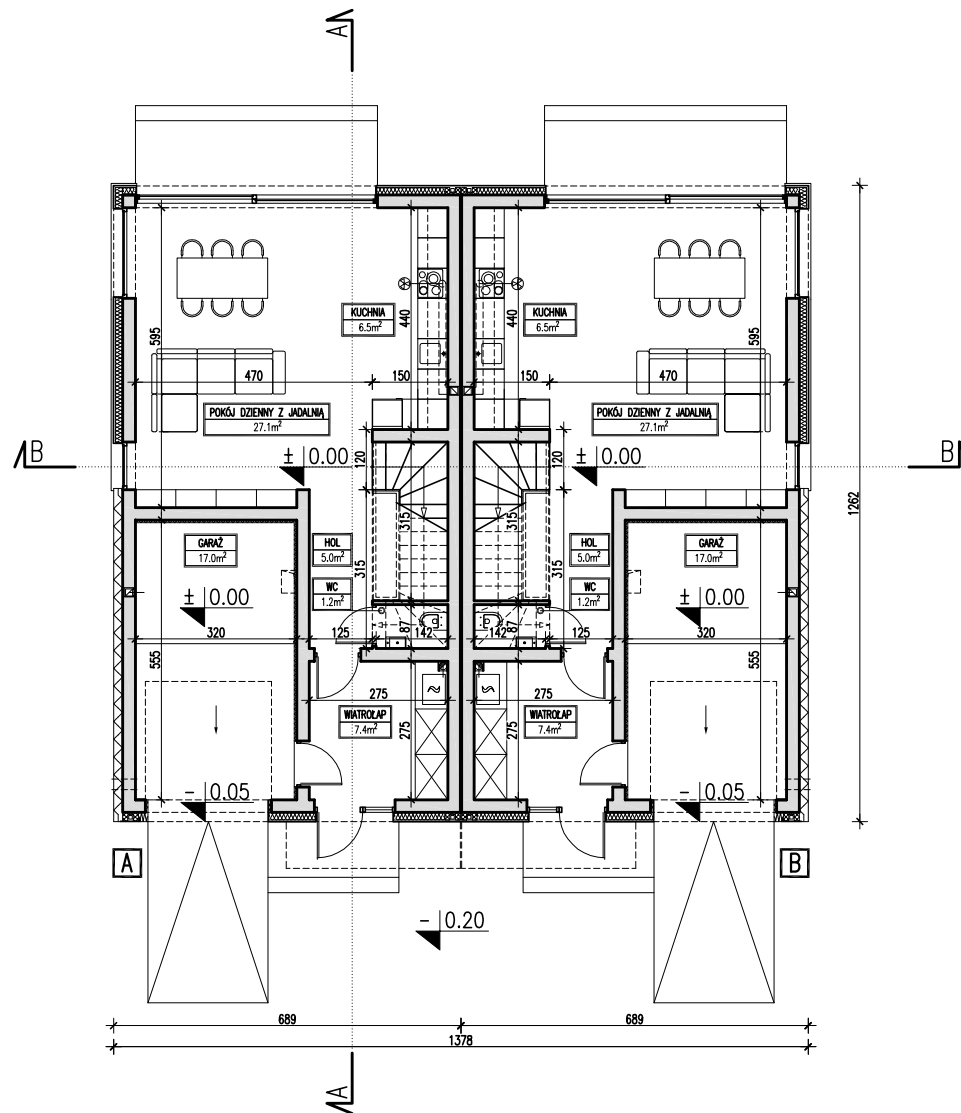 A
KUCHNIA
6.5m²
KUCHNIA
6.5m²
440
440
595
595
470
150
150
470
POKÓJ DZIENNY Z JADALNIĄ
27.1m²
POKÓJ DZIENNY Z JADALNIĄ
27.1m²
B
± 0.00
120
120
± 0.00
B
1262
315
315
GARAŻ
17.0m²
HOL
5.0m²
HOL
5.0m²
GARAŻ
17.0m²
315
315
WC
1.2m²
WC
1.2m²
± 0.00
± 0.00
320
125
87
142
142
87
125
320
555
555
275
275
WIATROŁAP
7.4m²
WIATROŁAP
7.4m²
275
275
- 0.05
- 0.05
A
B
- 0.20
689
689
1378
A